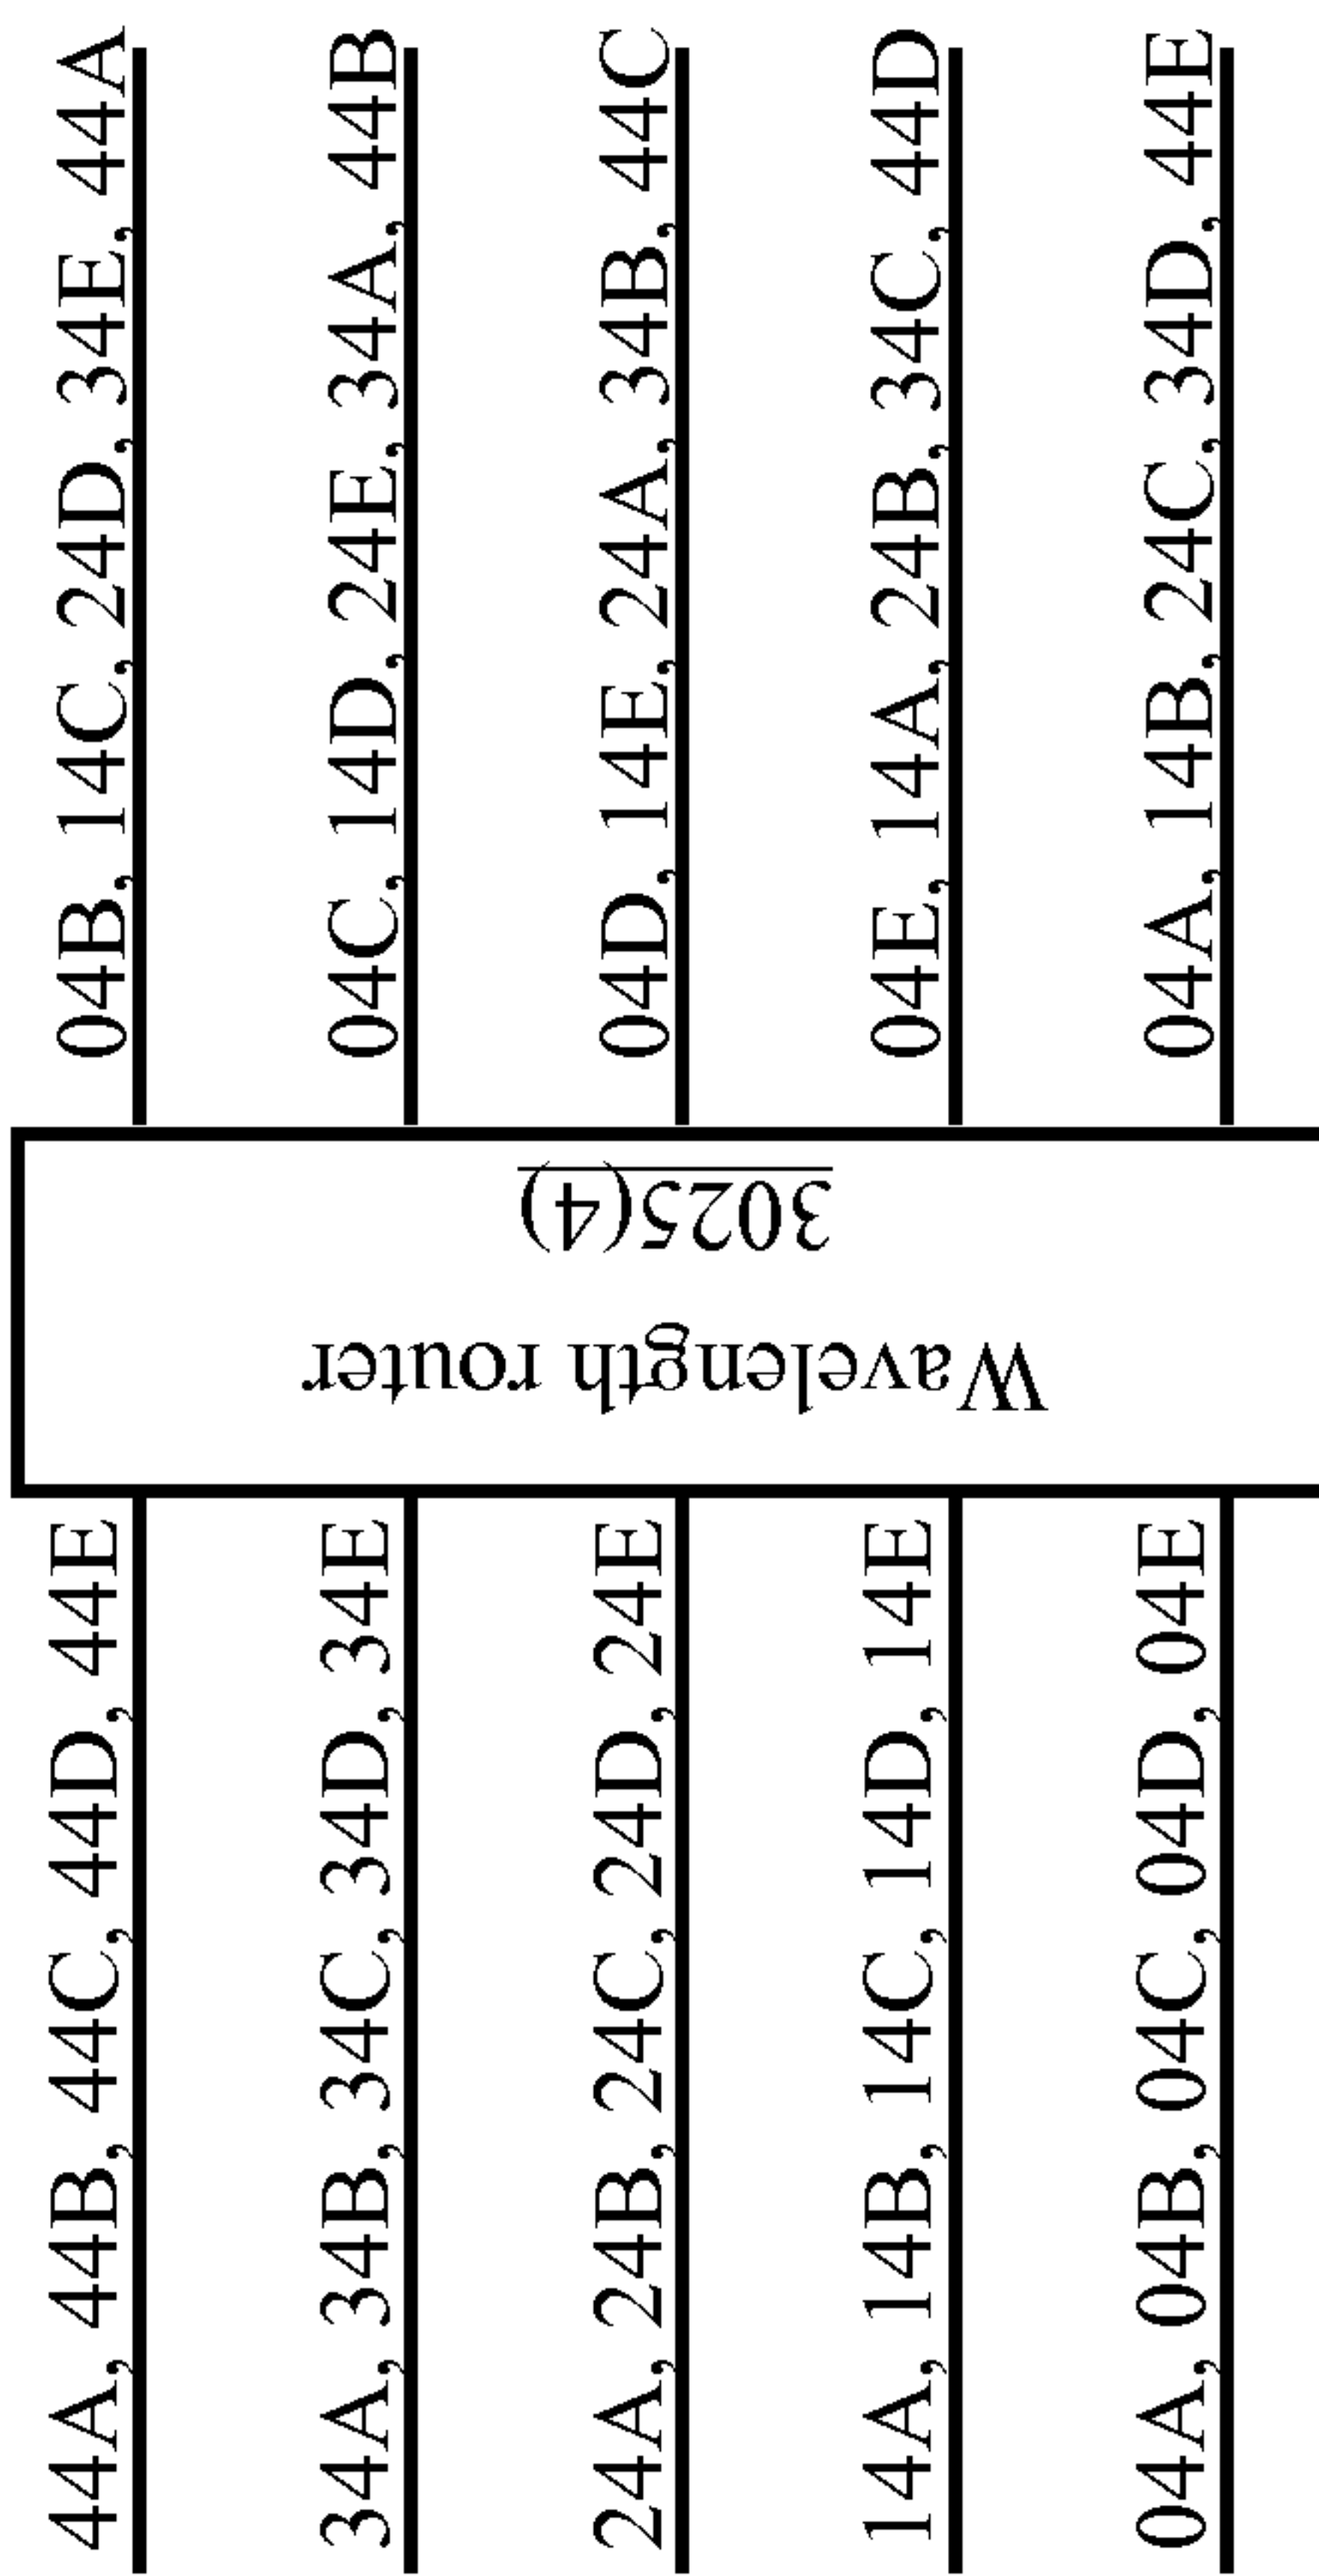 44A, 44B, 44C, 44D, 44E
34A, 34B, 34C, 34D, 34E
24A, 24B, 24C, 24D, 24E
14A, 14B, 14C, 14D, 14E
04A, 04B, 04C, 04D, 04E
Wavelength router
3025(4)
04B, 14C, 24D, 34E, 44A
04C, 14D, 24E, 34A, 44B
04D, 14E, 24A, 34B, 44C
04E, 14A, 24B, 34C, 44D
04A, 14B, 24C, 34D, 44E